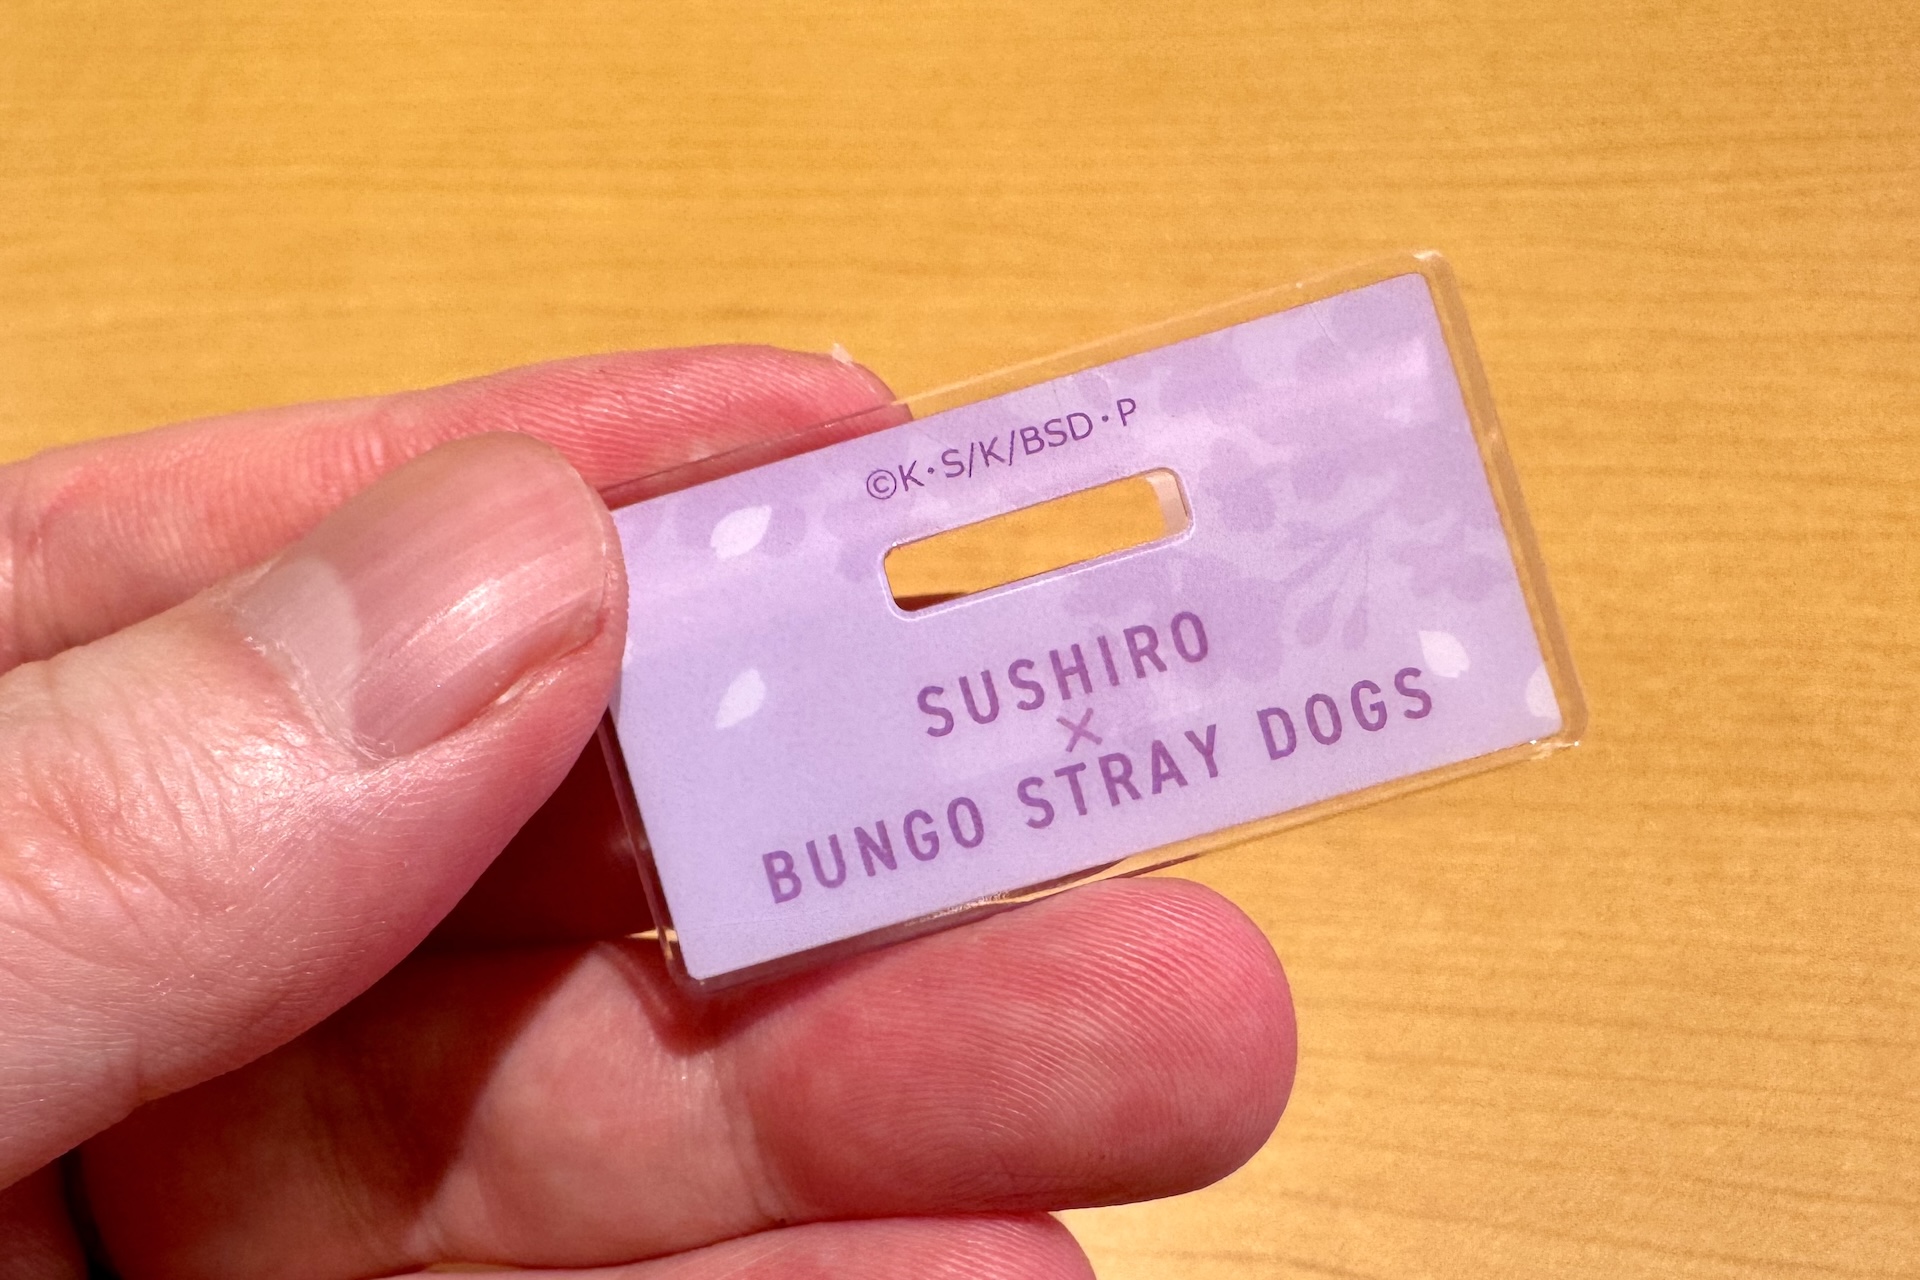 ©K･S/K/BSD･P
SUSHIRO
×
BUNGO STRAY DOGS